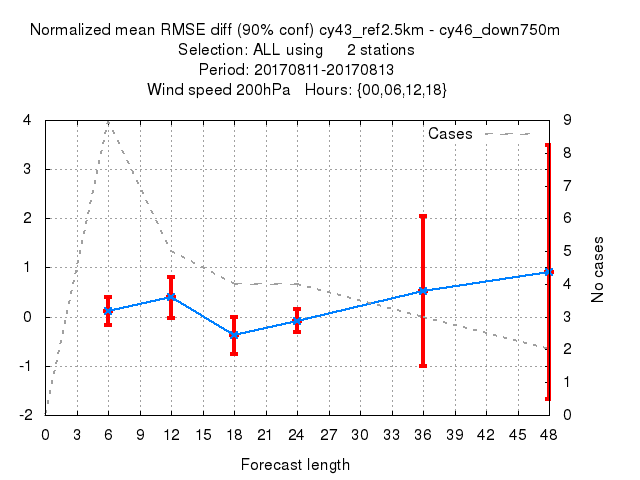 Normalized mean RMSE diff (90% conf) cy43_ref2.5km - cy46_down750m
Selection: ALL using 2 stations
Period: 20170811-20170813
Wind speed 200hPa Hours: {00,06,12,18}
Cases
4
3
2
1
0
-1
-2
9
8
7
6
5
4
3
2
1
0
No cases
0 3 6 9 12 15 18 21 24 27 30 33 36 39 42 45 48
Forecast length